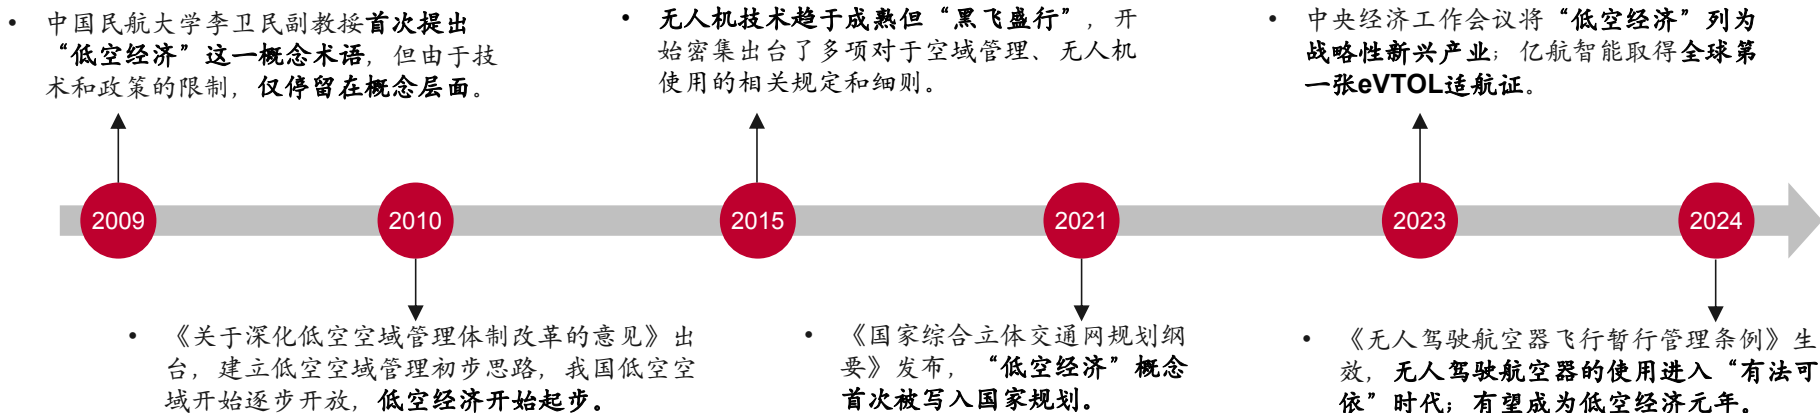 • 中国民航大学李卫民副教授首次提出
“低空经济”这一概念术语，但由于技
术和政策的限制，仅停留在概念层面。
• 无人机技术趋于成熟但“黑飞盛行”，开
始密集出台了多项对于空域管理、无人机
使用的相关规定和细则。
• 中央经济工作会议将“低空经济”列为
战略性新兴产业；亿航智能取得全球第
一张eVTOL适航证。
2009
2010
2015
2021
2023
2024
• 《关于深化低空空域管理体制改革的意见》出
台，建立低空空域管理初步思路，我国低空空
域开始逐步开放，低空经济开始起步。
• 《国家综合立体交通网规划纲
要》发布，“低空经济”概念
首次被写入国家规划。
• 《无人驾驶航空器飞行暂行管理条例》生
效，无人驾驶航空器的使用进入“有法可
依”时代；有望成为低空经济元年。